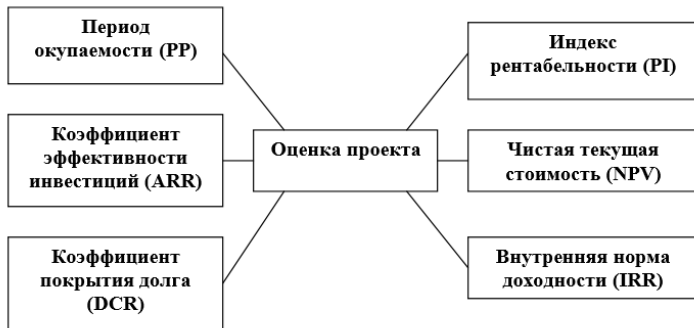 Период
окупаемости (PP)
Коэффициент
эффективности
инвестиций (ARR)
Коэффициент
покрытия долга
(DCR)
Оценка проекта
Индекс
рентабельности (PI)
Чистая текущая
стоимость (NPV)
Внутренняя норма
доходности (IRR)